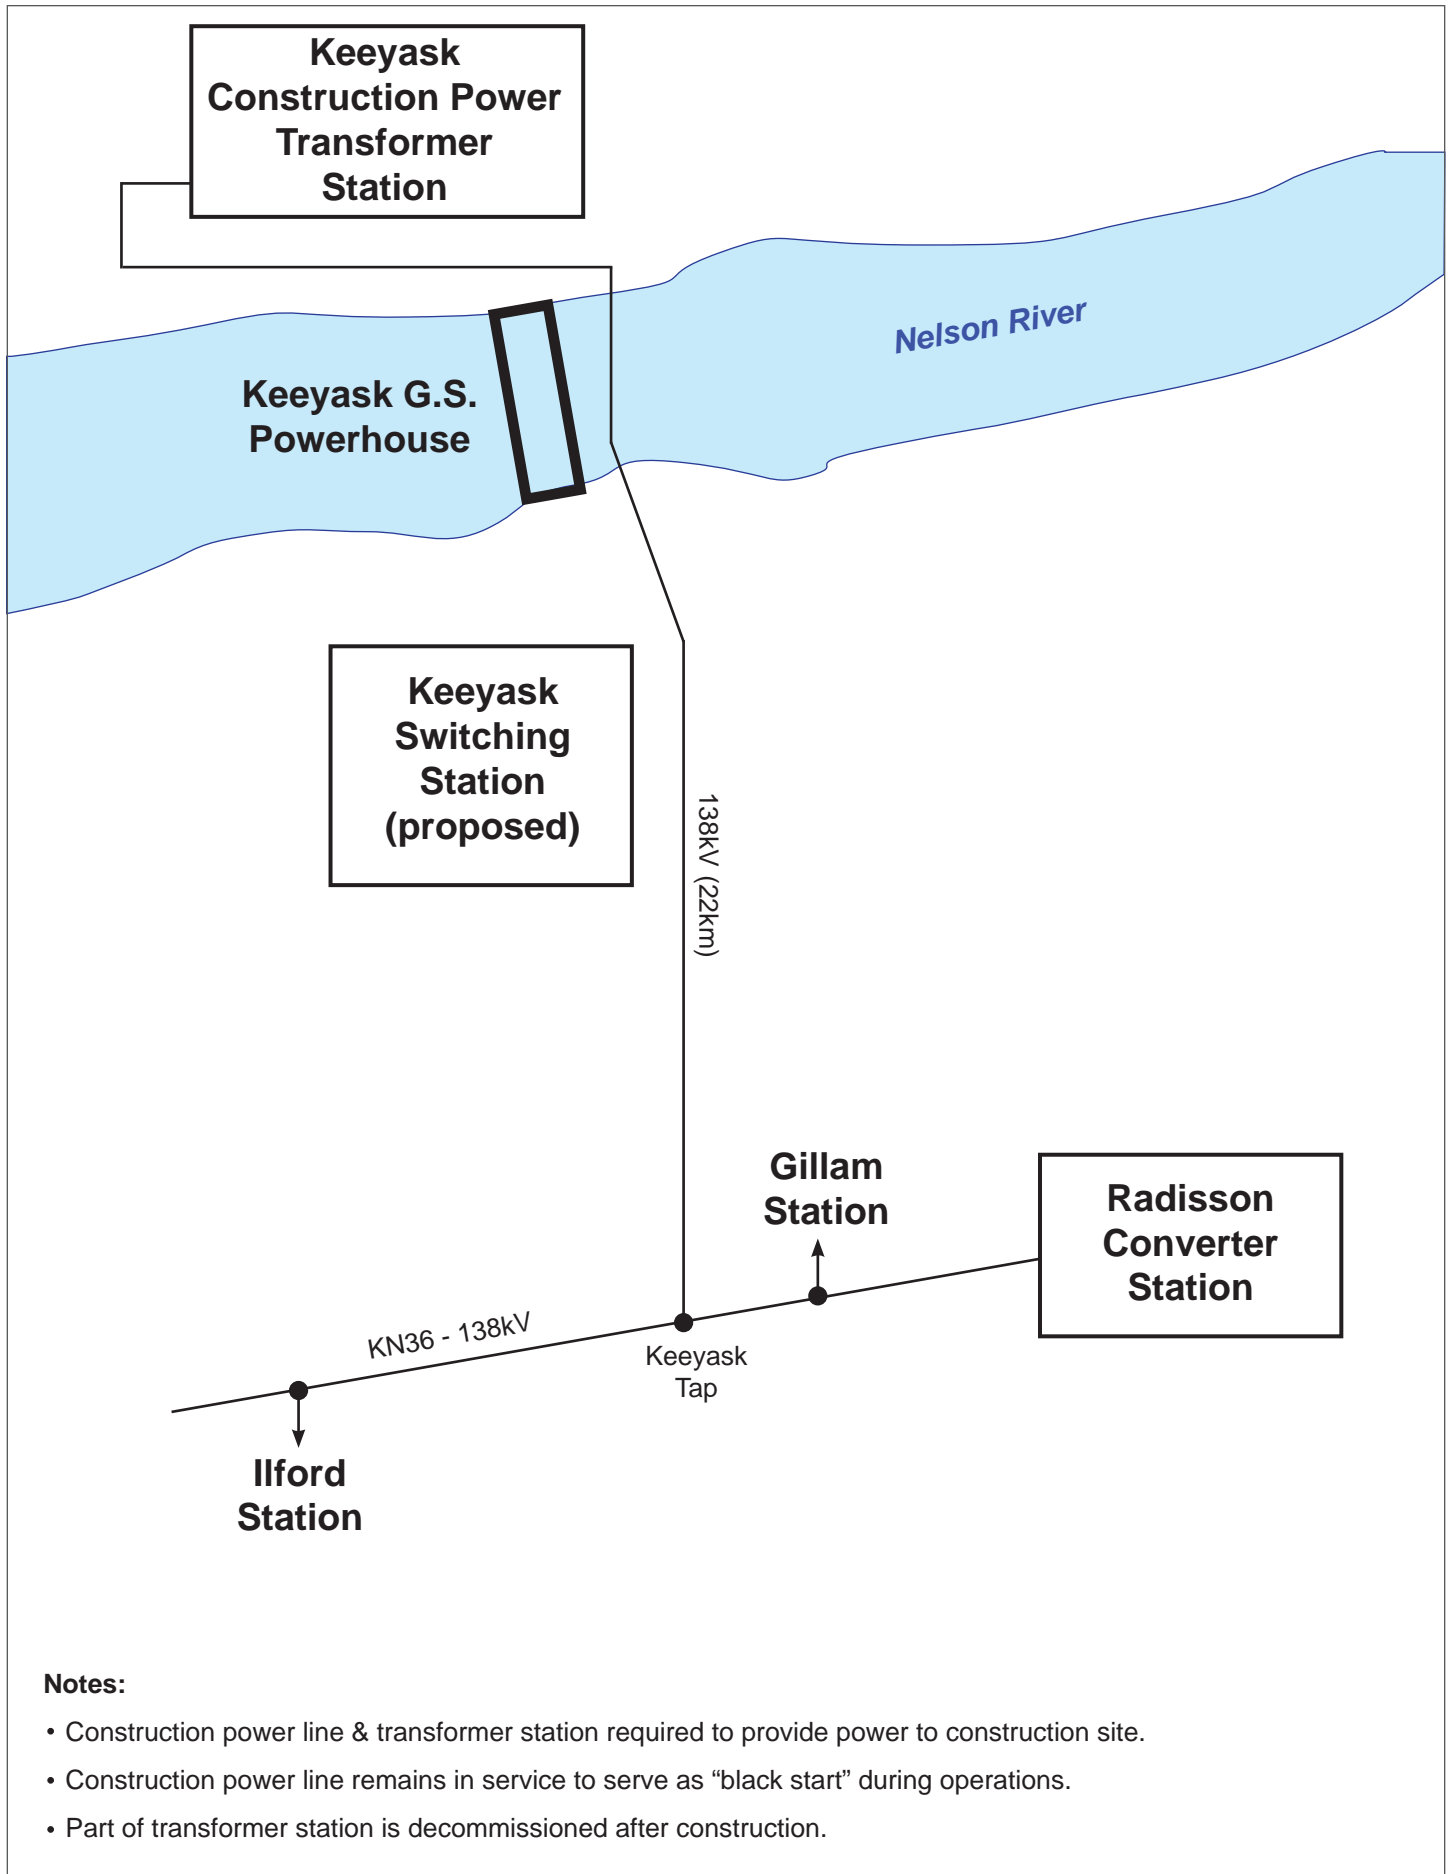 Keeyask
Construction Power
Transformer
Station
Nelson River
Keeyask G.S.
Powerhouse
Keeyask
Switching
Station
(proposed)
138kV (22km)
Gillam
Station
Radisson
Converter
Station
KN36 - 138kV
Keeyask
Tap
Ilford
Station
Notes:
• Construction power line & transformer station required to provide power to construction site.
• Construction power line remains in service to serve as “black start” during operations.
• Part of transformer station is decommissioned after construction.